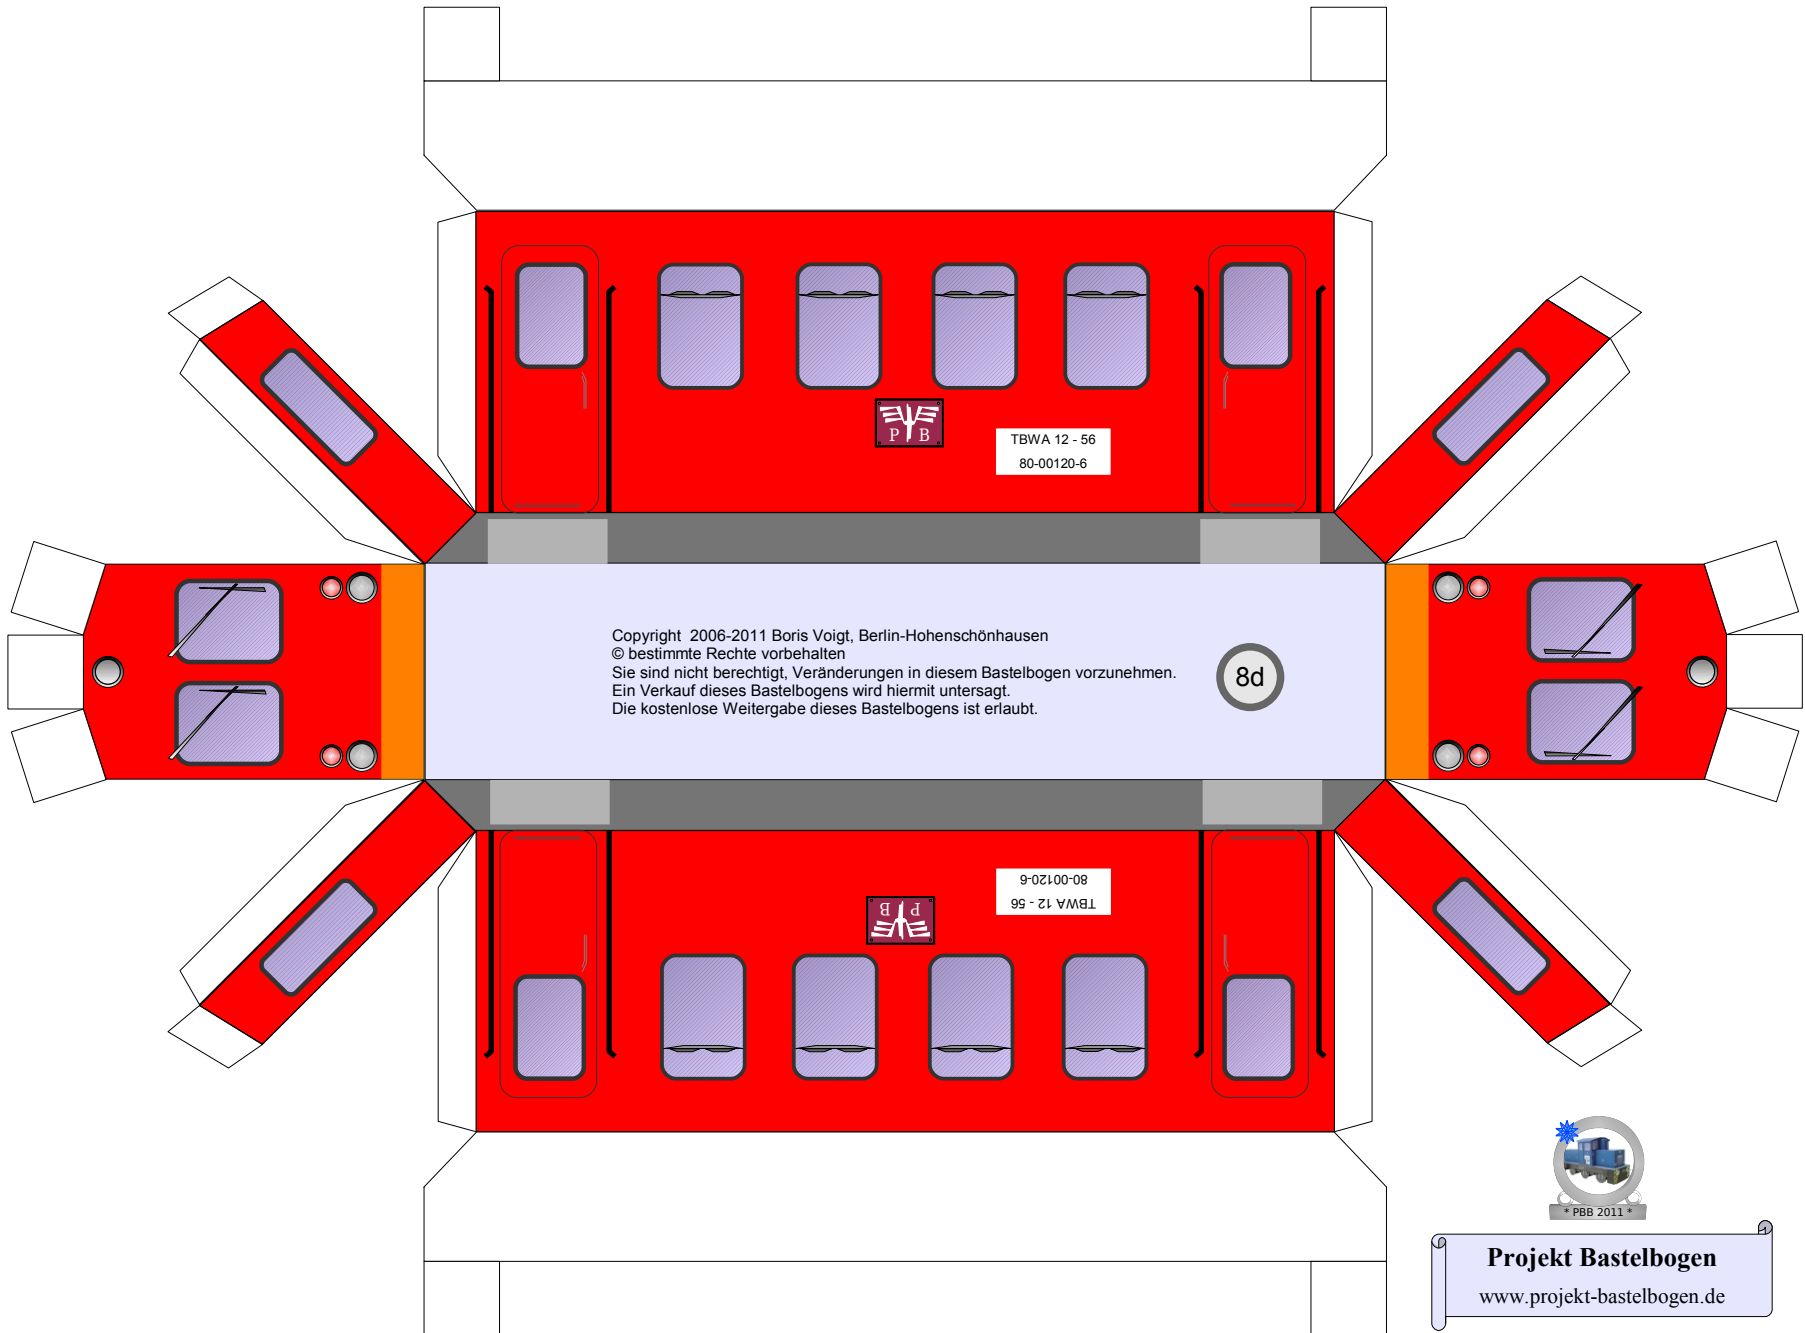 P B
TBWA 12 - 56
80-00120-6
Copyright 2006-2011 Boris Voigt, Berlin-Hohenschönhausen
© bestimmte Rechte vorbehalten
Sie sind nicht berechtigt, Veränderungen in diesem Bastelbogen vorzunehmen.
Ein Verkauf dieses Bastelbogens wird hiermit untersagt.
Die kostenlose Weitergabe dieses Bastelbogens ist erlaubt.
8d
TBWA 12 - 56
80-00120-6
P B
* PBB 2011 *
Projekt Bastelbogen
www.projekt-bastelbogen.de